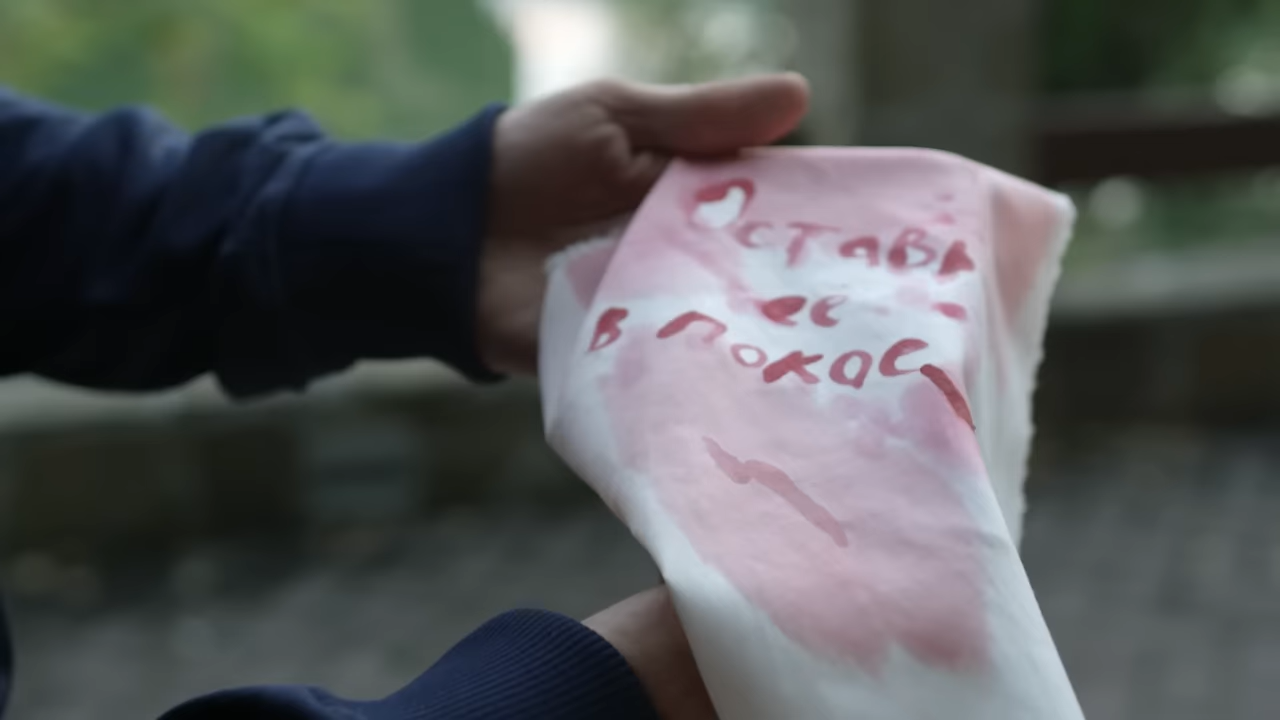 Оставь
ее
в покое